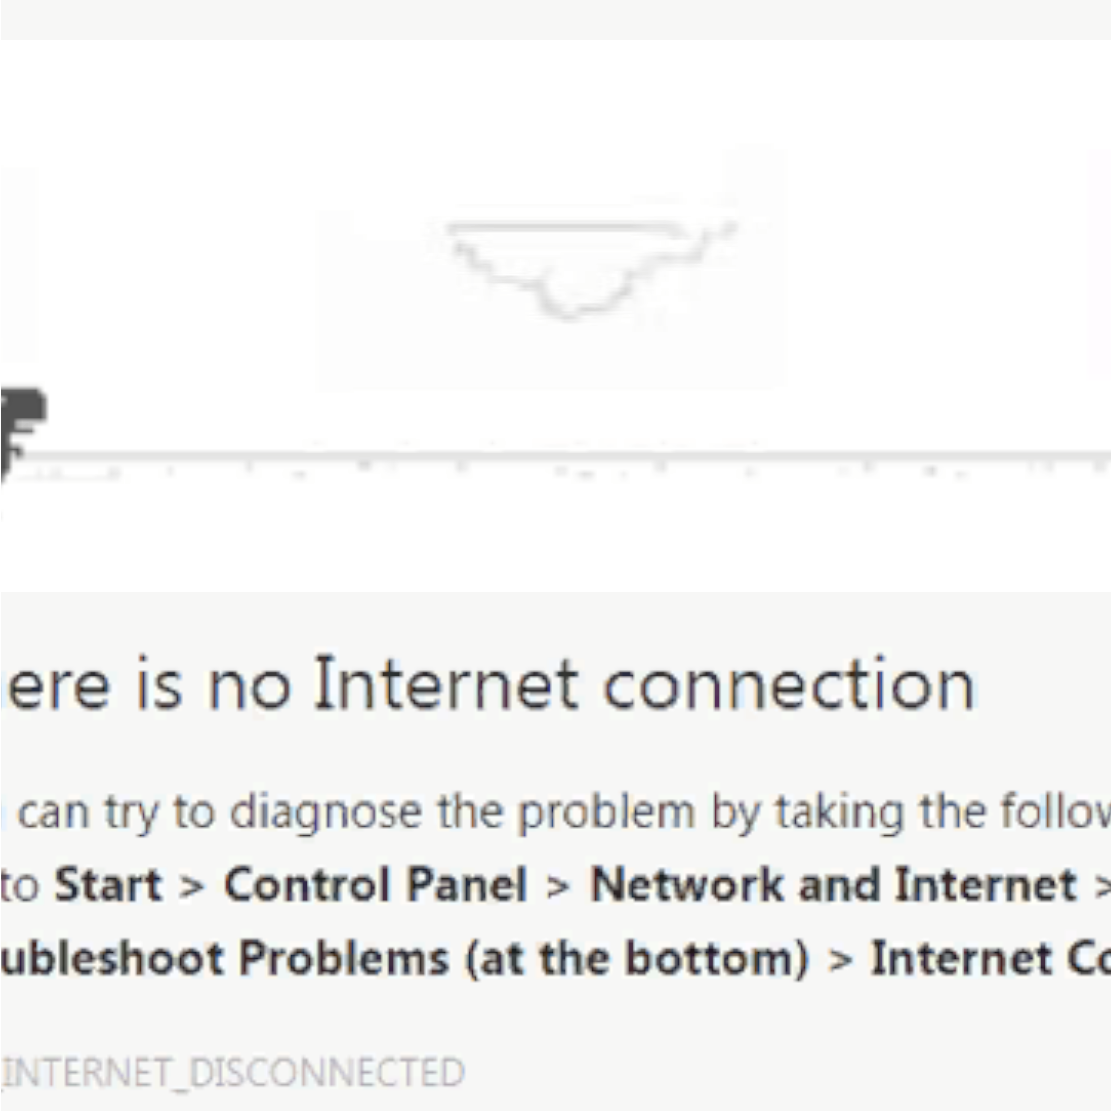 ere is no Internet connection
can try to diagnose the problem by taking the follow
to Start > Control Panel > Network and Internet >
ubleshoot Problems (at the bottom) > Internet Co
_INTERNET_DISCONNECTED